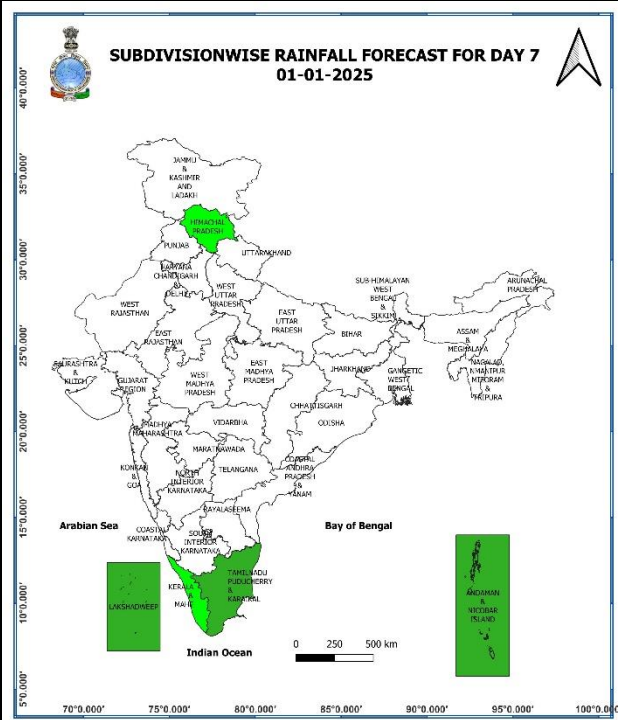 SUBDIVISIONWISE RAINFALL FORECAST FOR DAY 7
01-01-2025
40°0.000'
35°0.000'
30°0.000'
25°0.000'
20°0.000'
15°0.000'
10°0.000'
5°0.000'
JAMMU
&
KASHMIR
AND
LADAKH
HIMACHAL
PRADESH
PUNJAB
UTTARAKHAND
HARYANA
CHANDIGARH
&
DELHI
WEST
UTTAR
PRADESH
SUB-HIMALAYAN
WEST
BENGAL &
SIKKIM
ARUNACHAL
PRADESH
WEST
RAJASTHAN
EAST
RAJASTHAN
EAST
UTTAR
PRADESH
BIHAR
ASSAM
&
MEGHALAYA
SAURASHTRA
&
KUTCH
GUJARAT
REGION
WEST
MADHYA
PRADESH
EAST
MADHYA
PRADESH
JHARKHAND
GANGETIC
WEST
BENGAL
MIZORAM
&
TRIPURA
CHHATTISGARH
ODISHA
MADHYA
MAHARASHTRA
VIDARBHA
MARATHAWADA
KONKAN
&
GOA
NORTH
INTERIOR
KARNATAKA
TELANGANA
COASTAL
ANDHRA
PRADESH
&
YANAM
RAYALASEEMA
Arabian Sea
Bay of Bengal
COASTAL
KARNATAKA
SOUTH
INTERIOR
KARNATAKA
KERALA
&
MAHE
TAMILNADU
PUDUCHERRY
&
KARAIKAL
LAKSHADWEEP
ANDAMAN
&
NICOBAR
ISLAND
Indian Ocean
0 250 500 km
70°0.000' 75°0.000' 80°0.000' 85°0.000' 90°0.000' 95°0.000' 100°0.000'